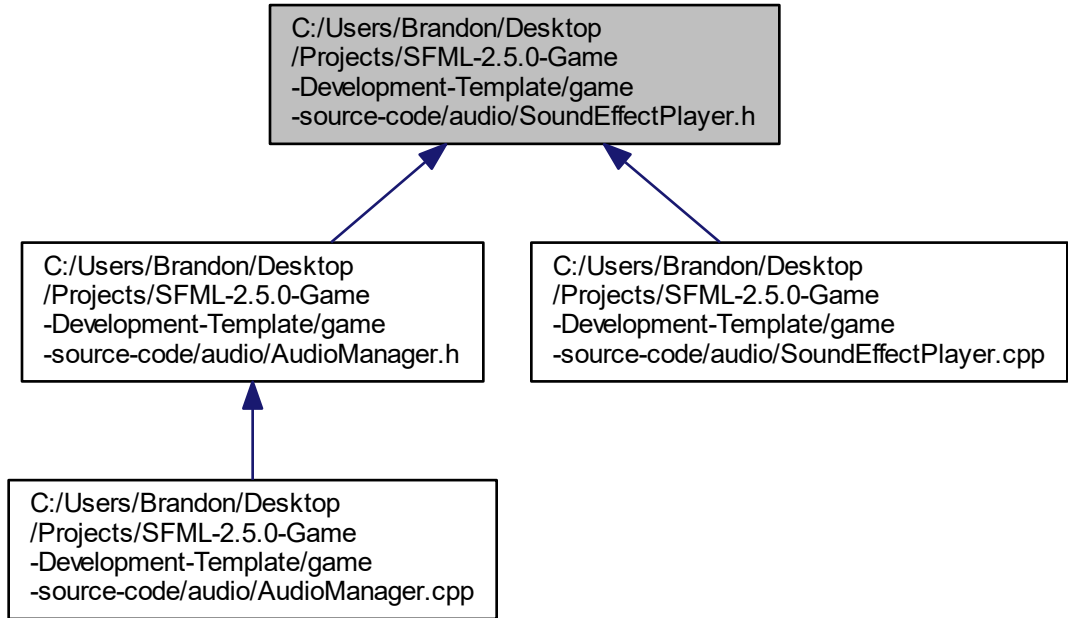 C:/Users/Brandon/Desktop
/Projects/SFML-2.5.0-Game
-Development-Template/game
-source-code/audio/SoundEffectPlayer.h
C:/Users/Brandon/Desktop
/Projects/SFML-2.5.0-Game
-Development-Template/game
-source-code/audio/AudioManager.h
C:/Users/Brandon/Desktop
/Projects/SFML-2.5.0-Game
-Development-Template/game
-source-code/audio/SoundEffectPlayer.cpp
C:/Users/Brandon/Desktop
/Projects/SFML-2.5.0-Game
-Development-Template/game
-source-code/audio/AudioManager.cpp